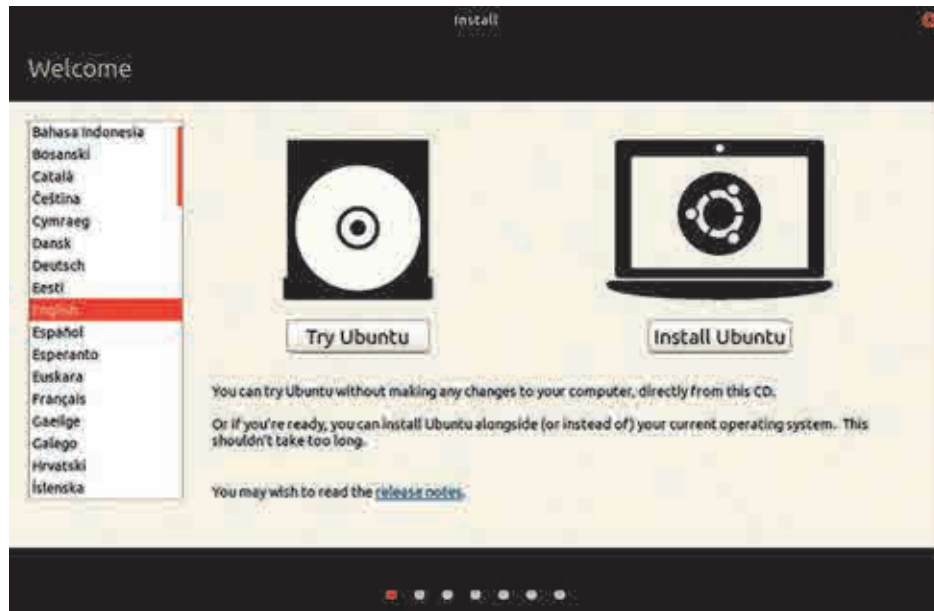 Install
Welcome
Bahasa Indonesia
Bosanski
Català
Čeština
Cymraeg
Dansk
Deutsch
Eesti
English
Español
Esperanto
Euskara
Français
Gaeilge
Galego
Hrvatski
Íslenska
Try Ubuntu
Install Ubuntu
You can try Ubuntu without making any changes to your computer, directly from this CD.
Or if you're ready, you can install Ubuntu alongside (or instead of) your current operating system. This
shouldn't take too long.
You may wish to read the release notes.